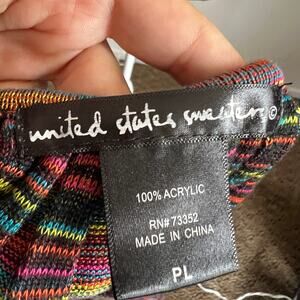 united states sweaters©
100% ACRYLIC
RN# 73352
MADE IN CHINA
PL